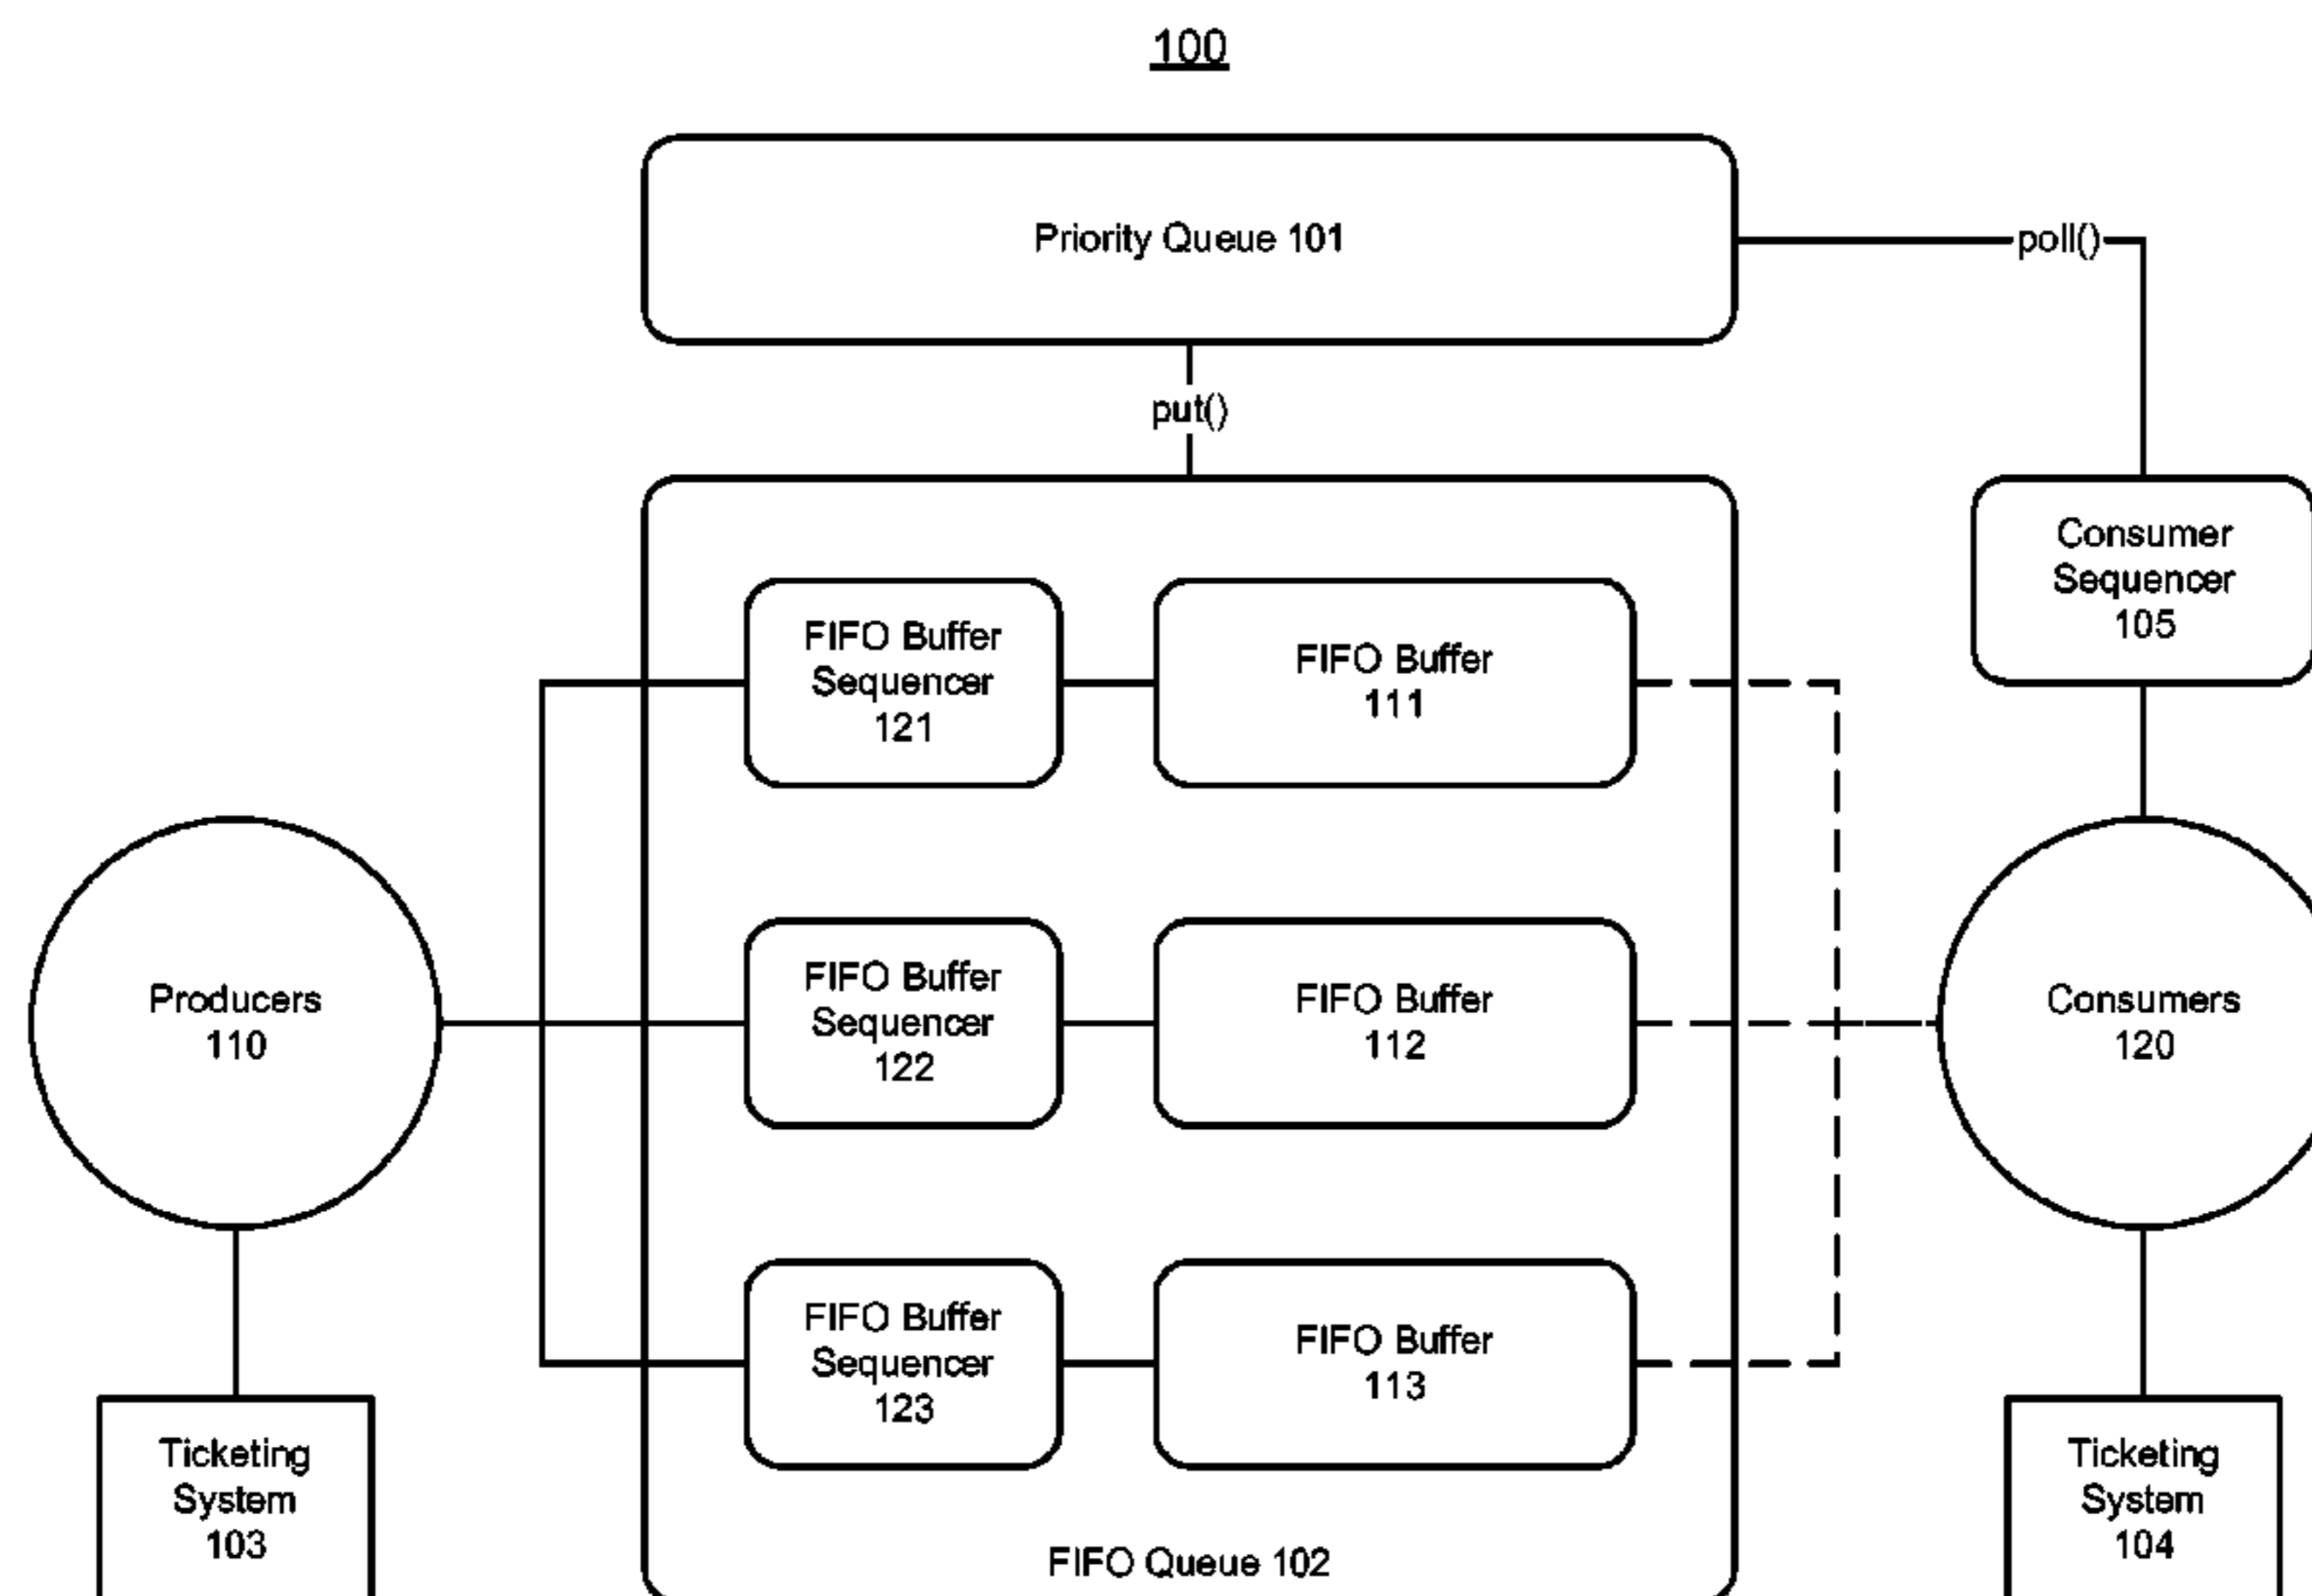 100
Priority Queue 101
poll()
put()
Consumer
Sequencer
105
FIFO Buffer
Sequencer
121
FIFO Buffer
111
Producers
110
FIFO Buffer
Sequencer
122
FIFO Buffer
112
Consumers
120
FIFO Buffer
Sequencer
123
FIFO Buffer
113
Ticketing
System
103
FIFO Queue 102
Ticketing
System
104